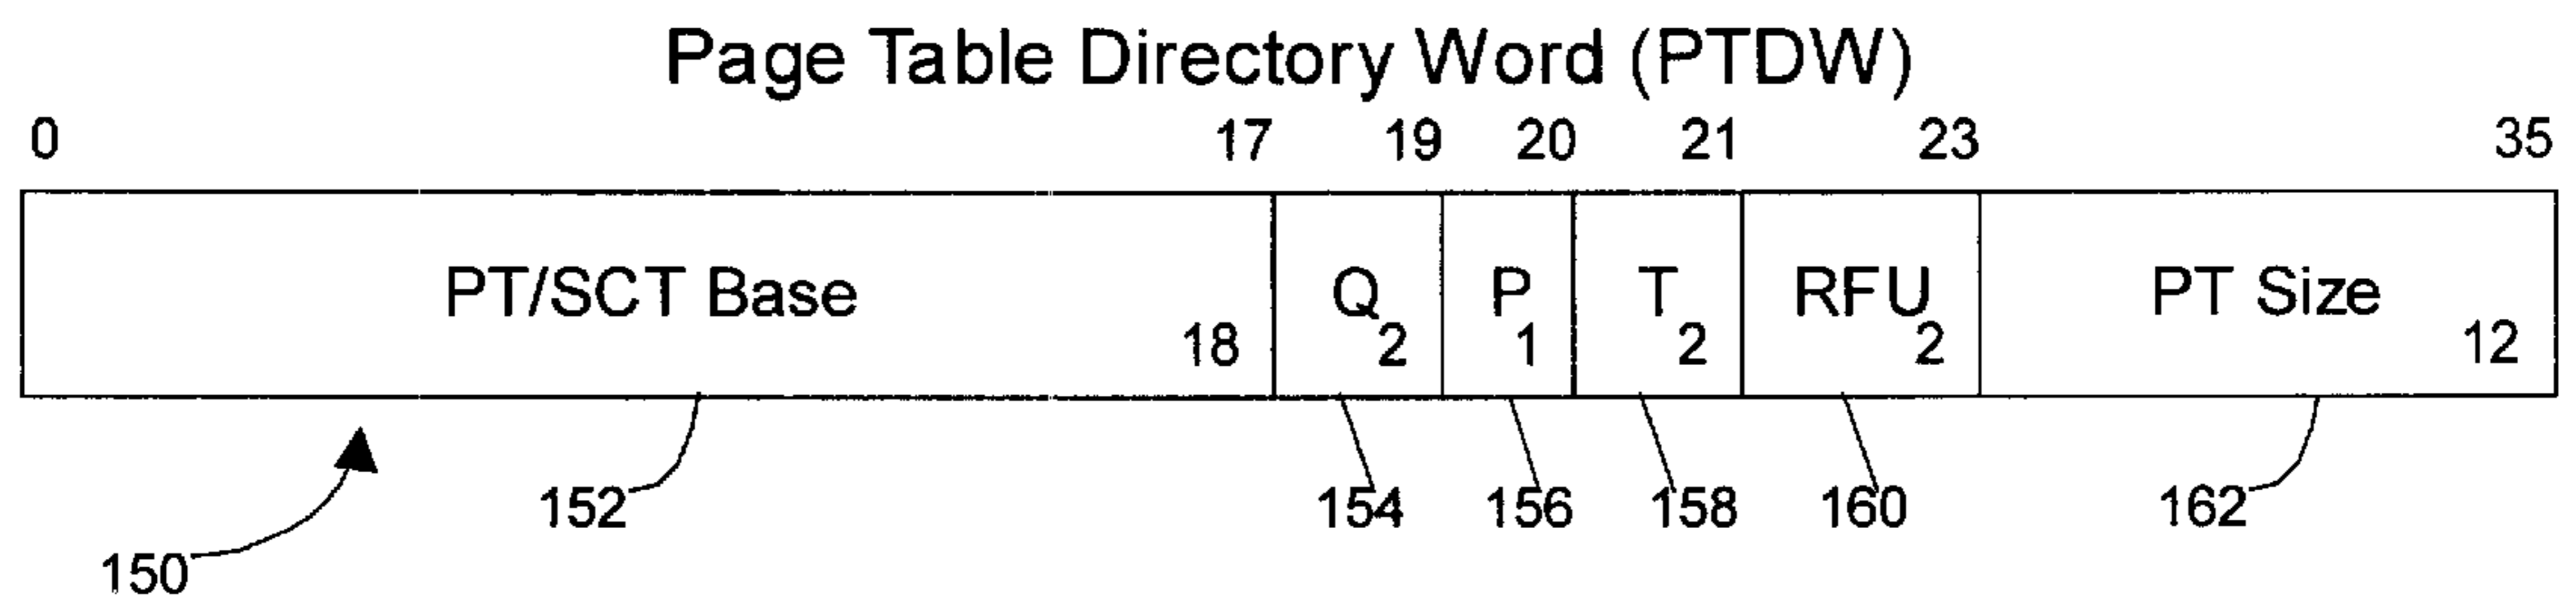 Page Table Directory Word (PTDW)
0 17 19 20 21 23 35
PT/SCT Base 18 Q 2 P 1 T 2 RFU 2 PT Size 12
152 154 156 158 160 162
150